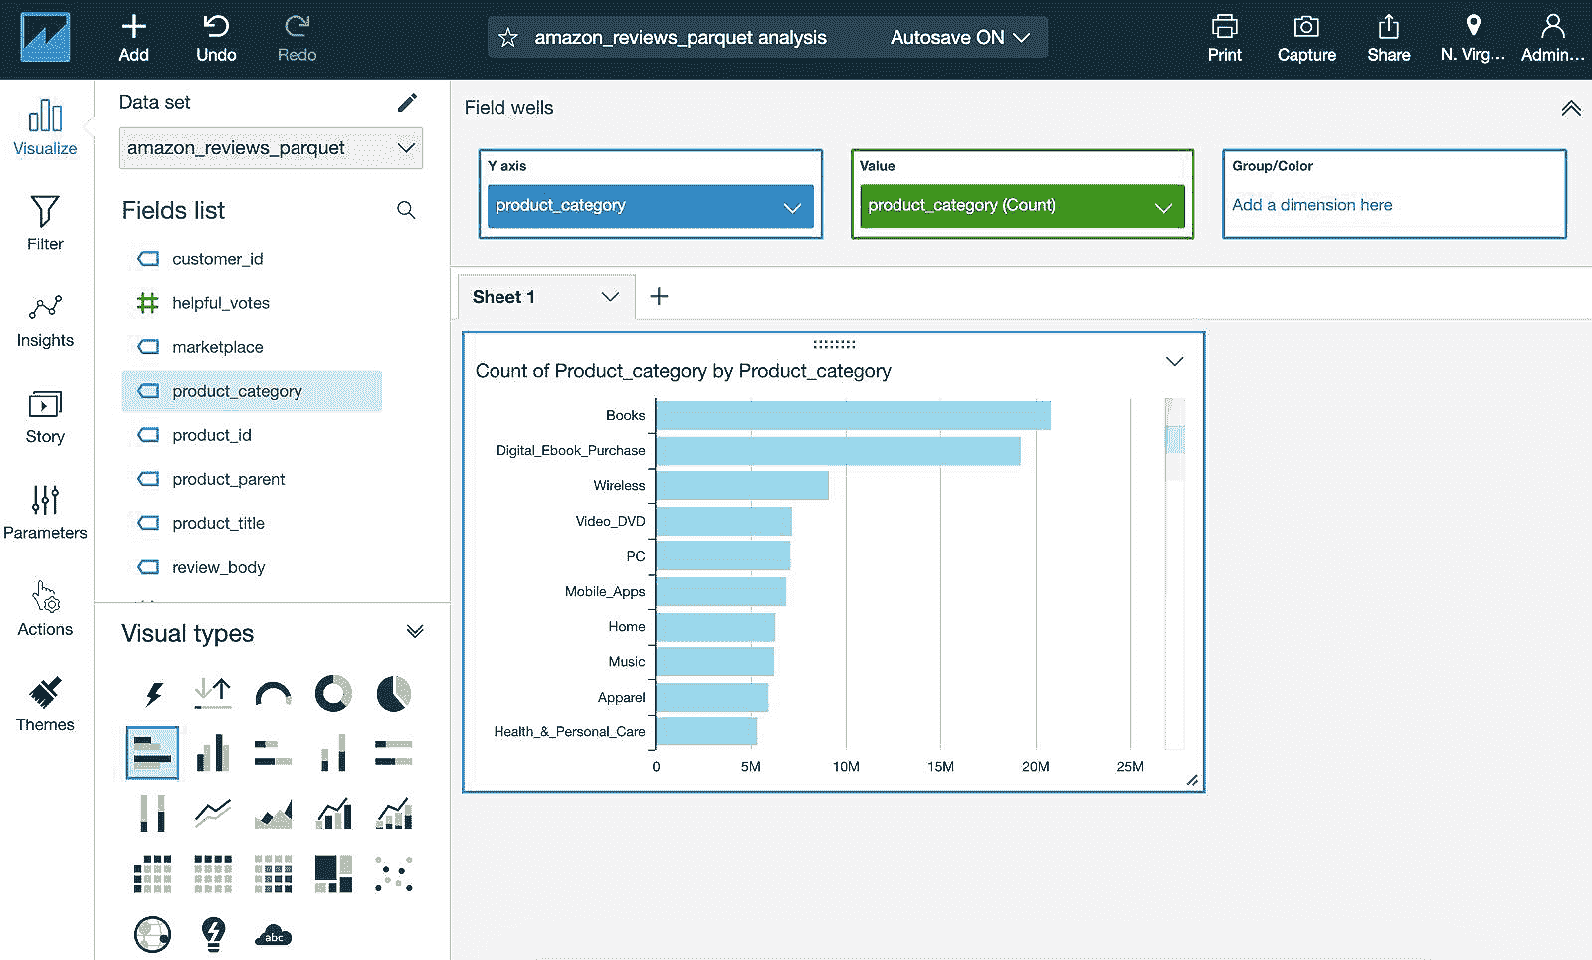 Add
Undo
Redo
amazon_reviews_parquet analysis
Autosave ON
Print
Capture
Share
N. Virg...
Admin...
Visualize
Filter
Insights
Story
Parameters
Actions
Themes
Data set
amazon_reviews_parquet
Fields list
customer_id
helpful_votes
marketplace
product_category
product_id
product_parent
product_title
review_body
Visual types
abc
Field wells
Y axis
product_category
Value
product_category (Count)
Group/Color
Add a dimension here
Sheet 1
Count of Product_category by Product_category
Books
Digital_Ebook_Purchase
Wireless
Video_DVD
PC
Mobile_Apps
Home
Music
Apparel
Health_&_Personal_Care
0 5M 10M 15M 20M 25M